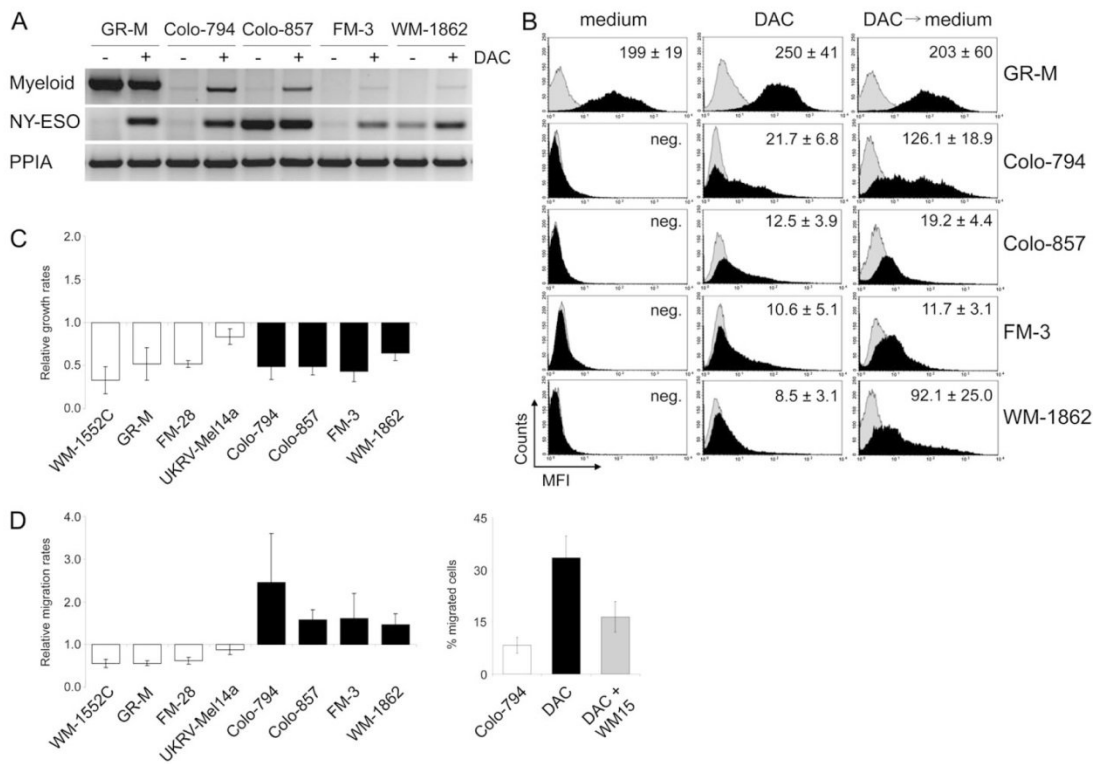 A
GR-M Colo-794 Colo-857 FM-3 WM-1862
- + - + - + - + - + DAC
Myeloid
NY-ESO
PPIA
B
medium DAC DAC → medium
199 ± 19 250 ± 41 203 ± 60 GR-M
neg. 21.7 ± 6.8 126.1 ± 18.9 Colo-794
neg. 12.5 ± 3.9 19.2 ± 4.4 Colo-857
neg. 10.6 ± 5.1 11.7 ± 3.1 FM-3
neg. 8.5 ± 3.1 92.1 ± 25.0 WM-1862
Counts
MFI
C
Relative growth rates
2.0
1.5
1.0
0.5
0.0
WM-1552C
GR-M
FM-28
UKRV-Mel14a
Colo-794
Colo-857
FM-3
WM-1862
D
Relative migration rates
4.0
3.0
2.0
1.0
0.0
WM-1552C
GR-M
FM-28
UKRV-Mel14a
Colo-794
Colo-857
FM-3
WM-1862
% migrated cells
45
30
15
0
Colo-794
DAC
DAC +
WM15